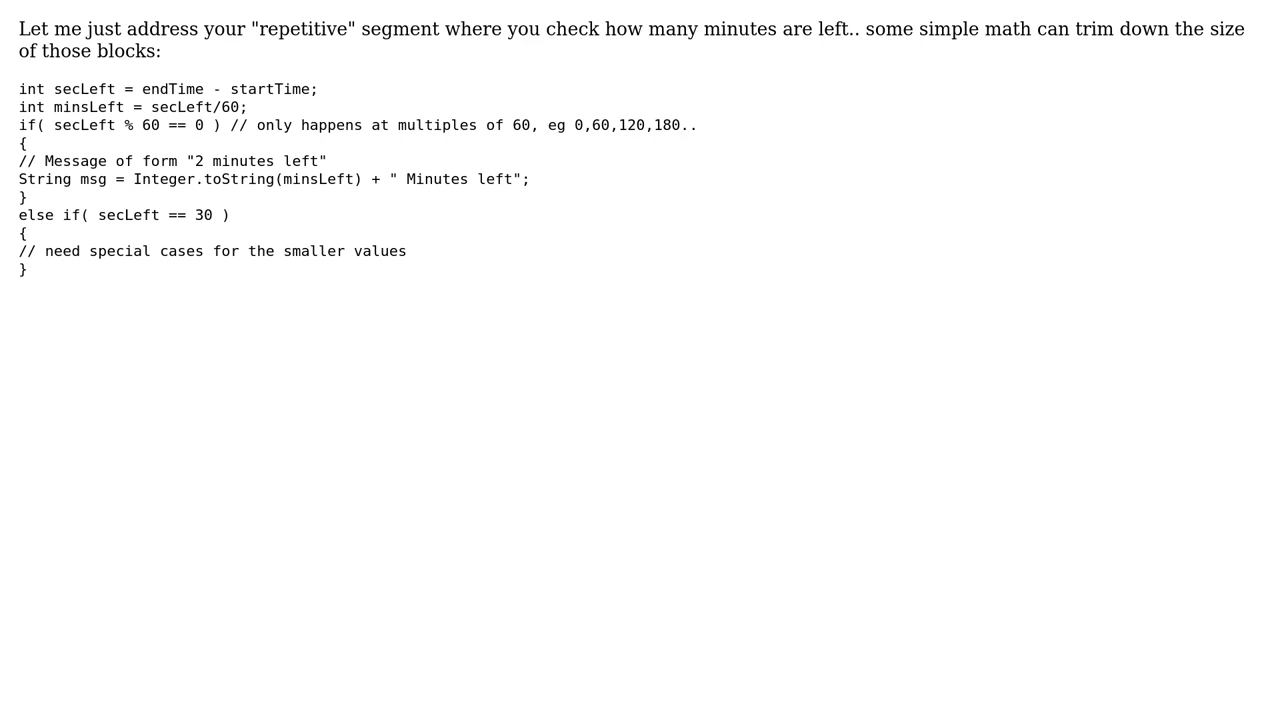 Let me just address your "repetitive" segment where you check how many minutes are left.. some simple math can trim down the size
of those blocks:
int secLeft = endTime - startTime;
int minsLeft = secLeft/60;
if( secLeft % 60 == 0 ) // only happens at multiples of 60, eg 0,60,120,180..
{
// Message of form "2 minutes left"
String msg = Integer.toString(minsLeft) + " Minutes left";
}
else if( secLeft == 30 )
{
// need special cases for the smaller values
}